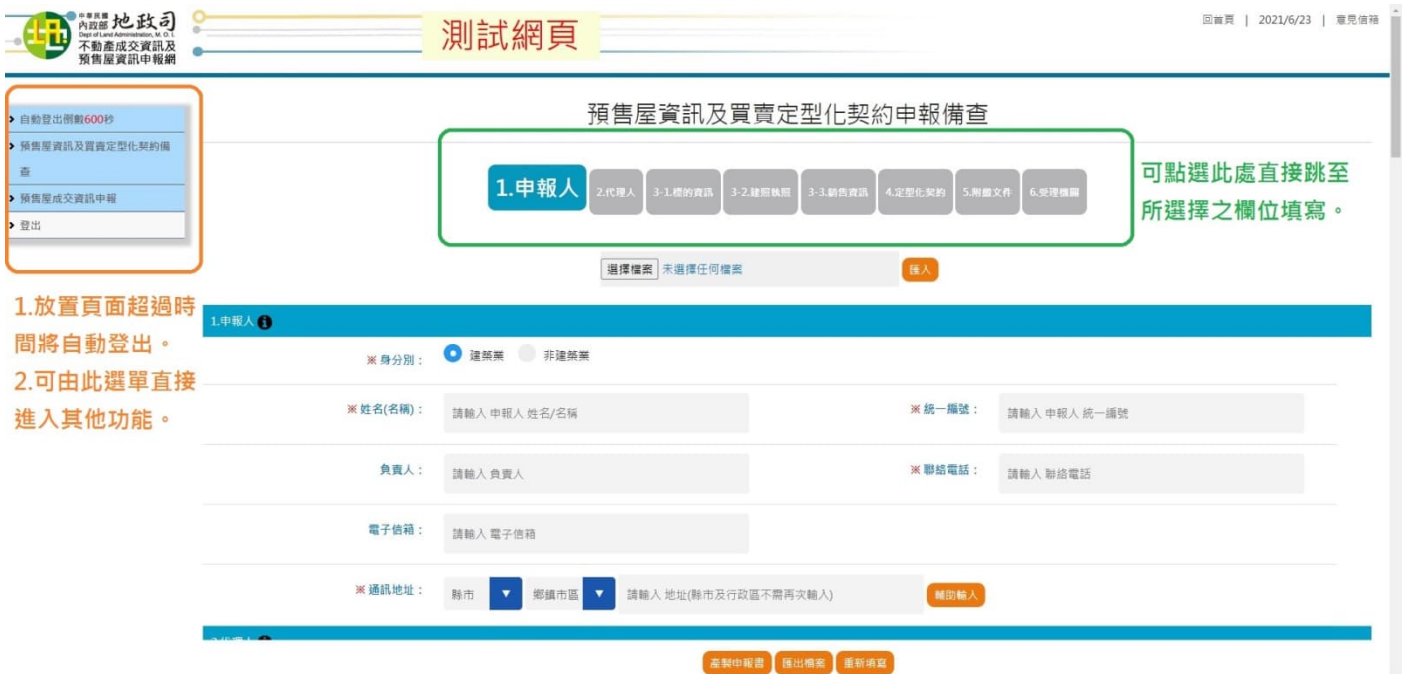 中華民國
內政部 地政司
Dept of Land Administration, M. O. I.
不動產成交資訊及
預售屋資訊申報網
測試網頁
回首頁 | 2021/6/23 | 意見信箱
自動登出倒數600秒
預售屋資訊及買賣定型化契約備
查
預售屋成交資訊申報
登出
1.放置頁面超過時
間將自動登出。
2.可由此選單直接
進入其他功能。
預售屋資訊及買賣定型化契約申報備查
1.申報人 2.代理人 3-1.標的資訊 3-2.建照執照 3-3.銷售資訊 4.定型化契約 5.附繳文件 6.受理機關
可點選此處直接跳至
所選擇之欄位填寫。
選擇檔案 未選擇任何檔案 匯入
1.申報人
※ 身分別: 建築業 非建築業
※ 姓名(名稱): 請輸入 申報人 姓名/名稱 ※ 統一編號: 請輸入 申報人 統一編號
負責人: 請輸入 負責人 ※ 聯絡電話: 請輸入 聯絡電話
電子信箱: 請輸入 電子信箱
※ 通訊地址: 縣市 ▼ 鄉鎮市區 ▼ 請輸入 地址(縣市及行政區不需再次輸入) 輔助輸入
產製申報書 匯出檔案 重新填寫